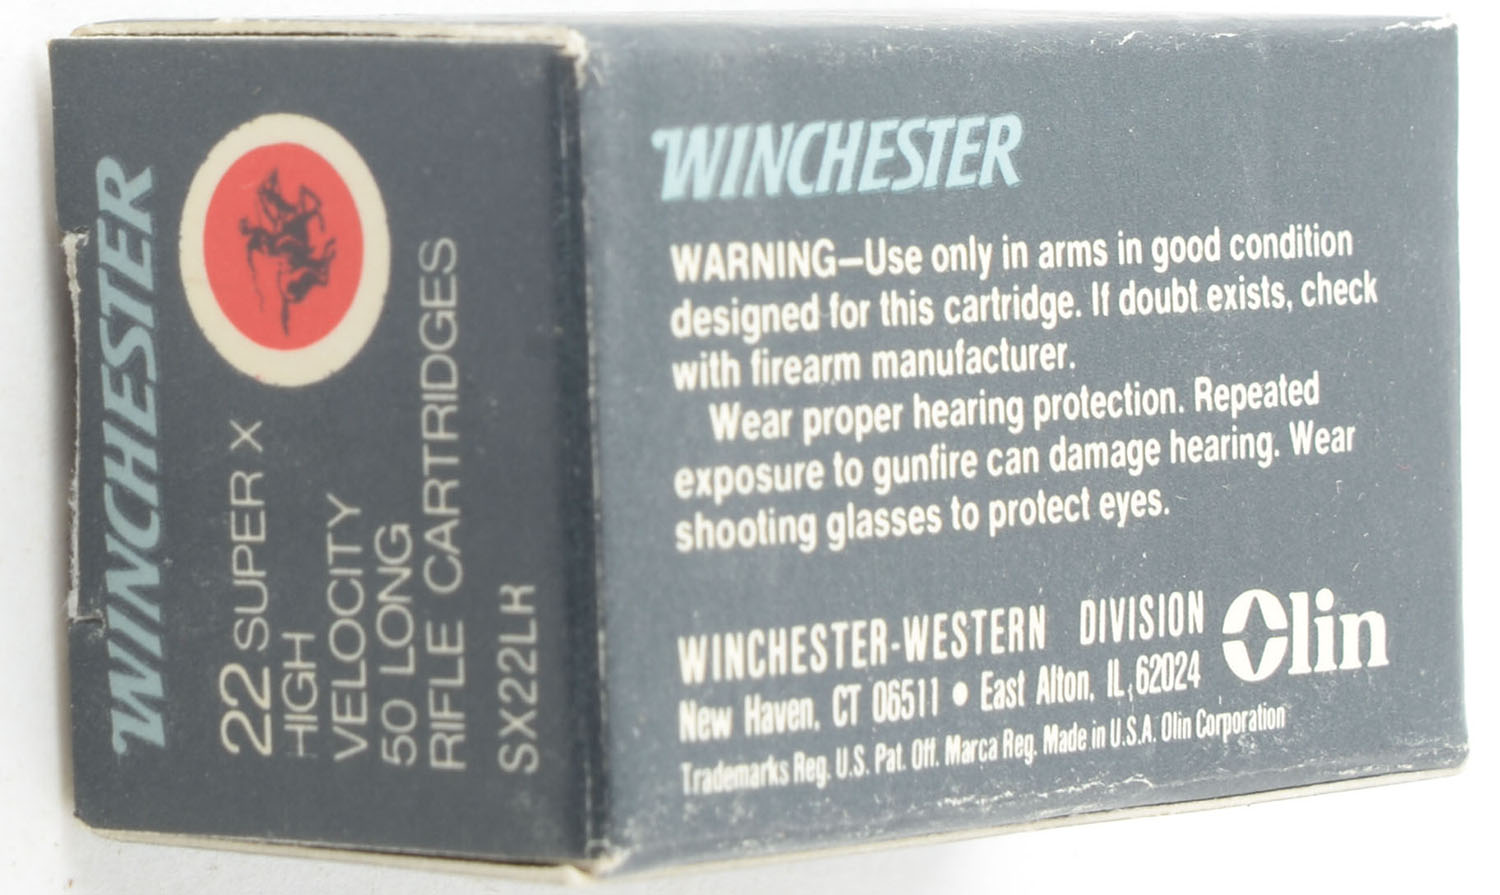 WINCHESTER
22 SUPER X
HIGH
VELOCITY
50 LONG
RIFLE CARTRIDGES
SX22LR
WINCHESTER
WARNING—Use only in arms in good condition
designed for this cartridge. If doubt exists, check
with firearm manufacturer.
Wear proper hearing protection. Repeated
exposure to gunfire can damage hearing. Wear
shooting glasses to protect eyes.
WINCHESTER-WESTERN DIVISION
Olin
New Haven, CT 06511 • East Alton, IL 62024
Trademarks Reg. U.S. Pat. Off. Marca Reg. Made in U.S.A. Olin Corporation